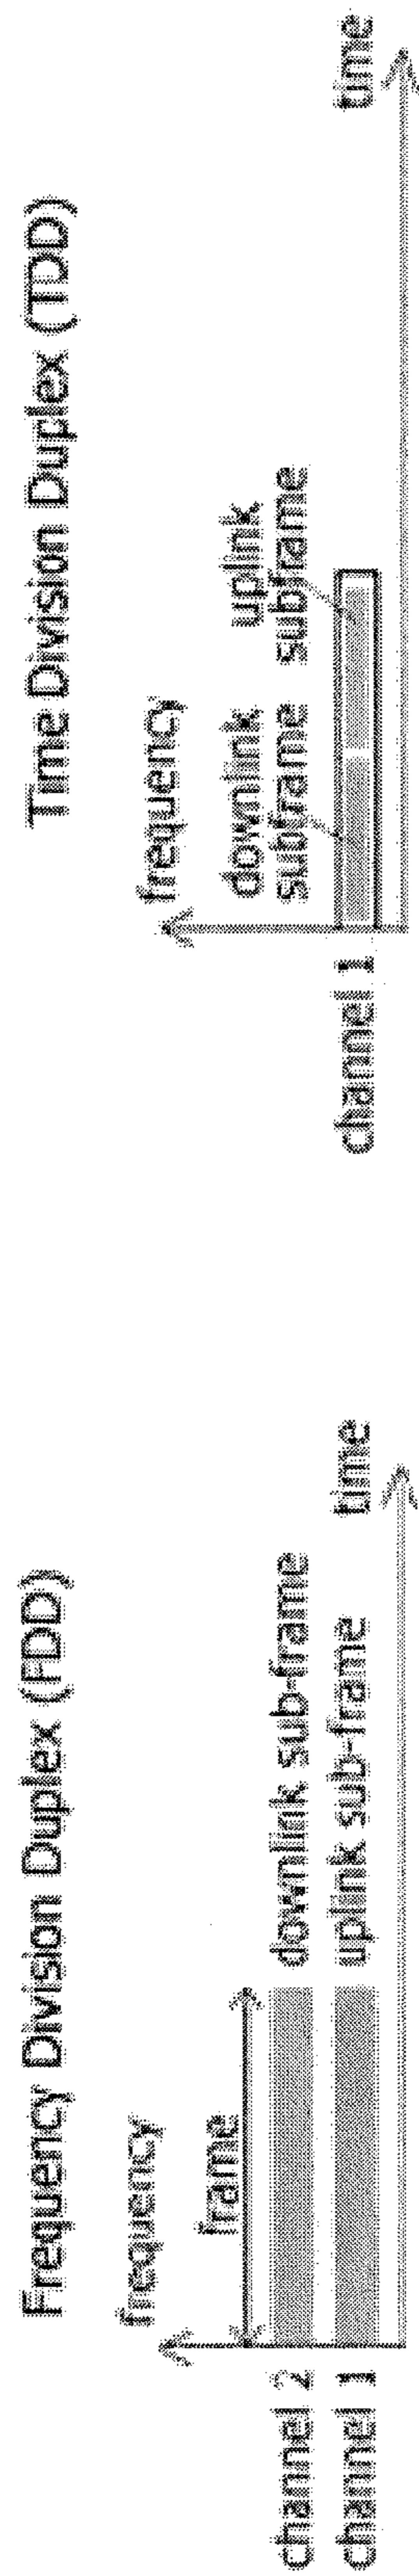 Frequency Division Duplex (FDD)
frequency
frame
channel 2
downlink sub-frame
channel 1
uplink sub-frame
time
Time Division Duplex (TDD)
frequency
downlink
subframe
uplink
subframe
channel 1
time